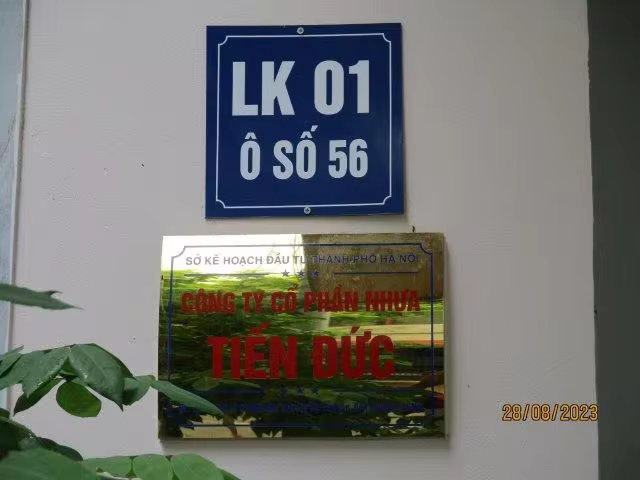 LK 01
Ô SỐ 56
SỞ KẾ HOẠCH ĐẦU TƯ THÀNH PHỐ HÀ NỘI
CÔNG TY CỔ PHẦN NHỰA
TIẾN ĐỨC
28/08/2023